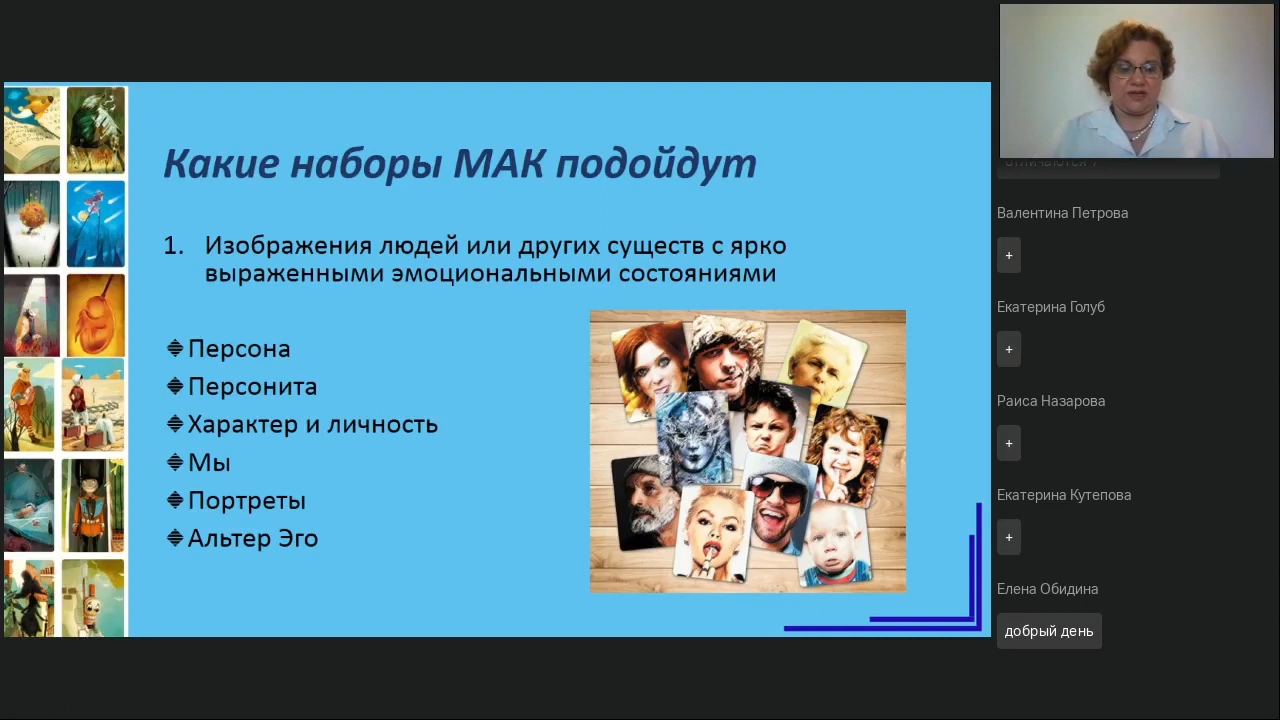 Какие наборы МАК подойдут
1. Изображения людей или других существ с ярко
выраженными эмоциональными состояниями
Персона
Персонита
Характер и личность
Мы
Портреты
Альтер Эго
отличаются ?
Валентина Петрова
+
Екатерина Голуб
+
Раиса Назарова
+
Екатерина Кутепова
+
Елена Обидина
добрый день